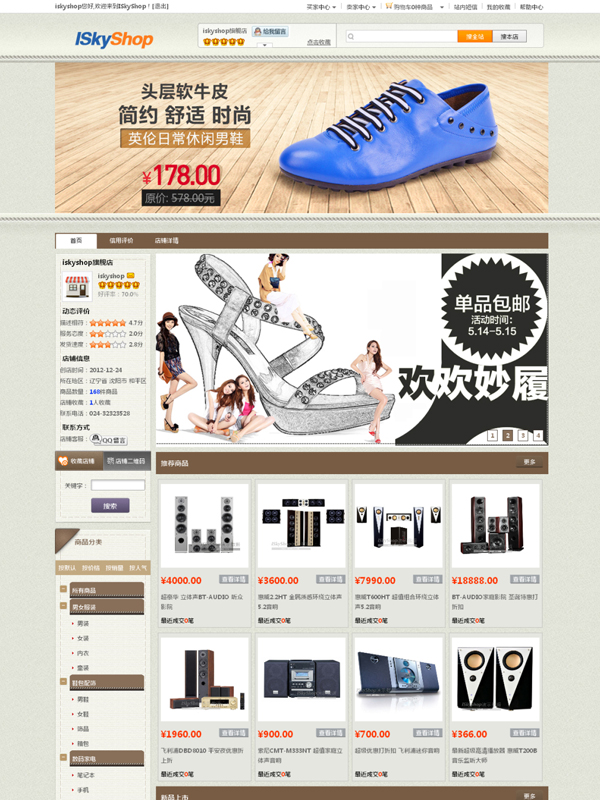 iskyshop您好,欢迎来到ISkyShop！[退出]
买家中心
卖家中心
购物车0种商品
站内短信
我的收藏
帮助中心
ISkyShop
iskyshop旗舰店
给我留言
点击收藏
搜全站
搜本店
头层软牛皮
简约 舒适 时尚
英伦日常休闲男鞋
¥178.00
原价: 578.00元
首页
信用评价
店铺详情
iskyshop旗舰店
iskyshop
好评率：70.0%
动态评价
描述相符：4.7分
服务态度：2.0分
发货速度：2.8分
店铺信息
创店时间：2012-12-24
所在地区：辽宁省 沈阳市 和平区
商品数量：168件商品
店铺收藏：1人收藏
联系电话：024-32323528
联系方式
店铺客服：QQ留言
收藏店铺
店铺二维码
关键字：
搜索
单品包邮
活动时间：
5.14—5.15
欢欢妙履
1 2 3 4
推荐商品
更多
商品分类
按默认 按价格 按销量 按人气
所有商品
男女服装
男装
女装
内衣
童装
鞋包配饰
男鞋
女鞋
饰品
箱包
数码家电
笔记本
手机
¥4000.00 查看详情
超豪华 立体声BT-AUDIO 听众影院
最近成交0笔
¥3600.00 查看详情
惠威2.2HT 金腾淋雨环绕立体声5.2音响
最近成交0笔
¥7990.00 查看详情
惠威T600HT 超值组合环绕立体声5.2音响
最近成交0笔
¥18888.00 查看详情
BT-AUDIO家庭影院 圣诞特惠打折扣
最近成交0笔
¥1960.00 查看详情
飞利浦DBD8010 平安夜优惠折上折
最近成交0笔
¥900.00 查看详情
索尼CMT-M333NT 超值家庭立体声音响
最近成交0笔
¥700.00 查看详情
超级优惠打折扣 飞利浦迷你音响
最近成交0笔
¥366.00 查看详情
最新超级高清播放器 惠威T200B音乐监听大师
最近成交0笔
新品上市
更多